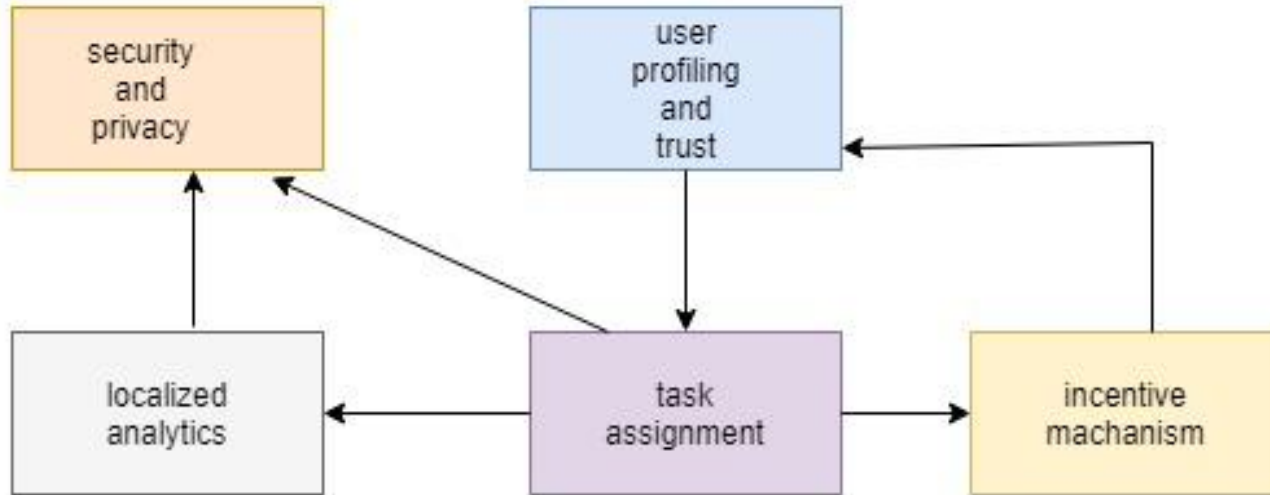 security
and
privacy
user
profiling
and
trust
localized
analytics
task
assignment
incentive
machanism